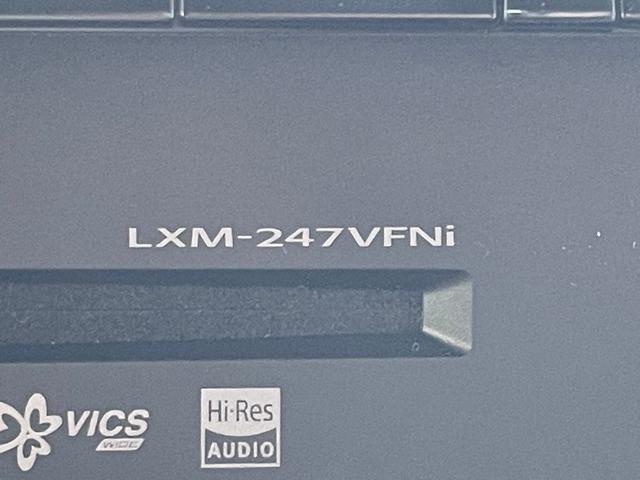 LXM-247VFNi
VICS
WIDE
Hi-Res
AUDIO